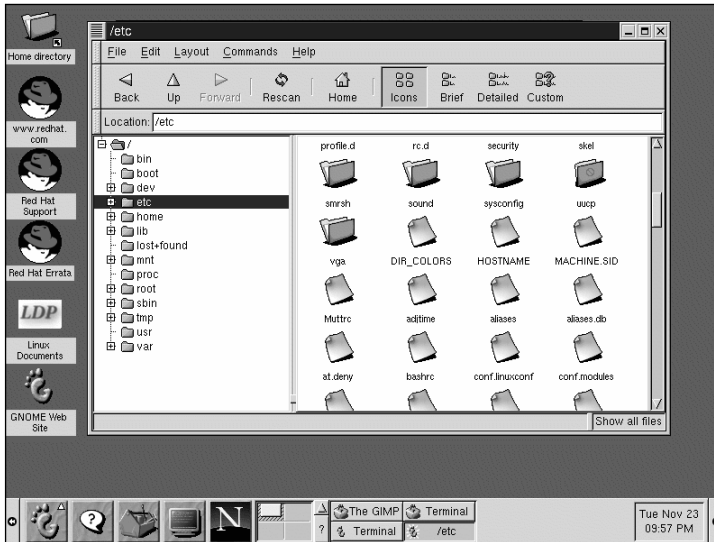 /etc
File Edit Layout Commands Help
Back Up Forward Rescan Home Icons Brief Detailed Custom
Location: /etc
Home directory
www.redhat.
com
Red Hat
Support
Red Hat Errata
LDP
Linux
Documents
GNOME Web
Site
/
bin
boot
dev
etc
home
lib
lost+found
mnt
proc
root
sbin
tmp
usr
var
profile.d rc.d security skel
smrsh sound sysconfig uucp
vga DIR_COLORS HOSTNAME MACHINE.SID
Muttrc adjtime aliases aliases.db
at.deny bashrc conf.linuxconf conf.modules
Show all files
N
?
The GIMP Terminal
Terminal /etc
Tue Nov 23
09:57 PM